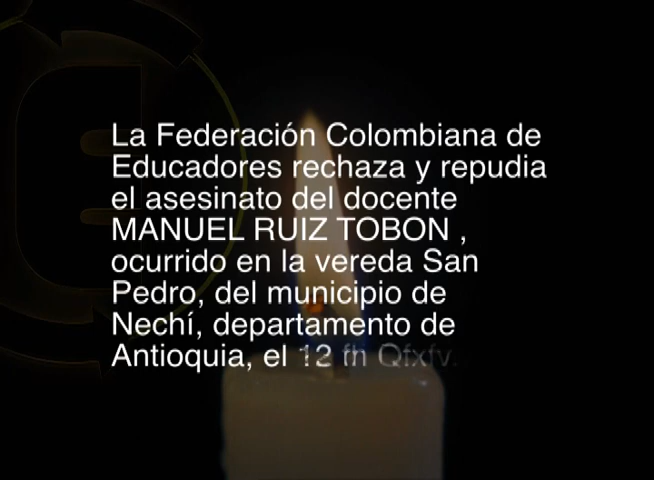 La Federación Colombiana de
Educadores rechaza y repudia
el asesinato del docente
MANUEL RUIZ TOBON ,
ocurrido en la vereda San
Pedro, del municipio de
Nechí, departamento de
Antioquia, el 12